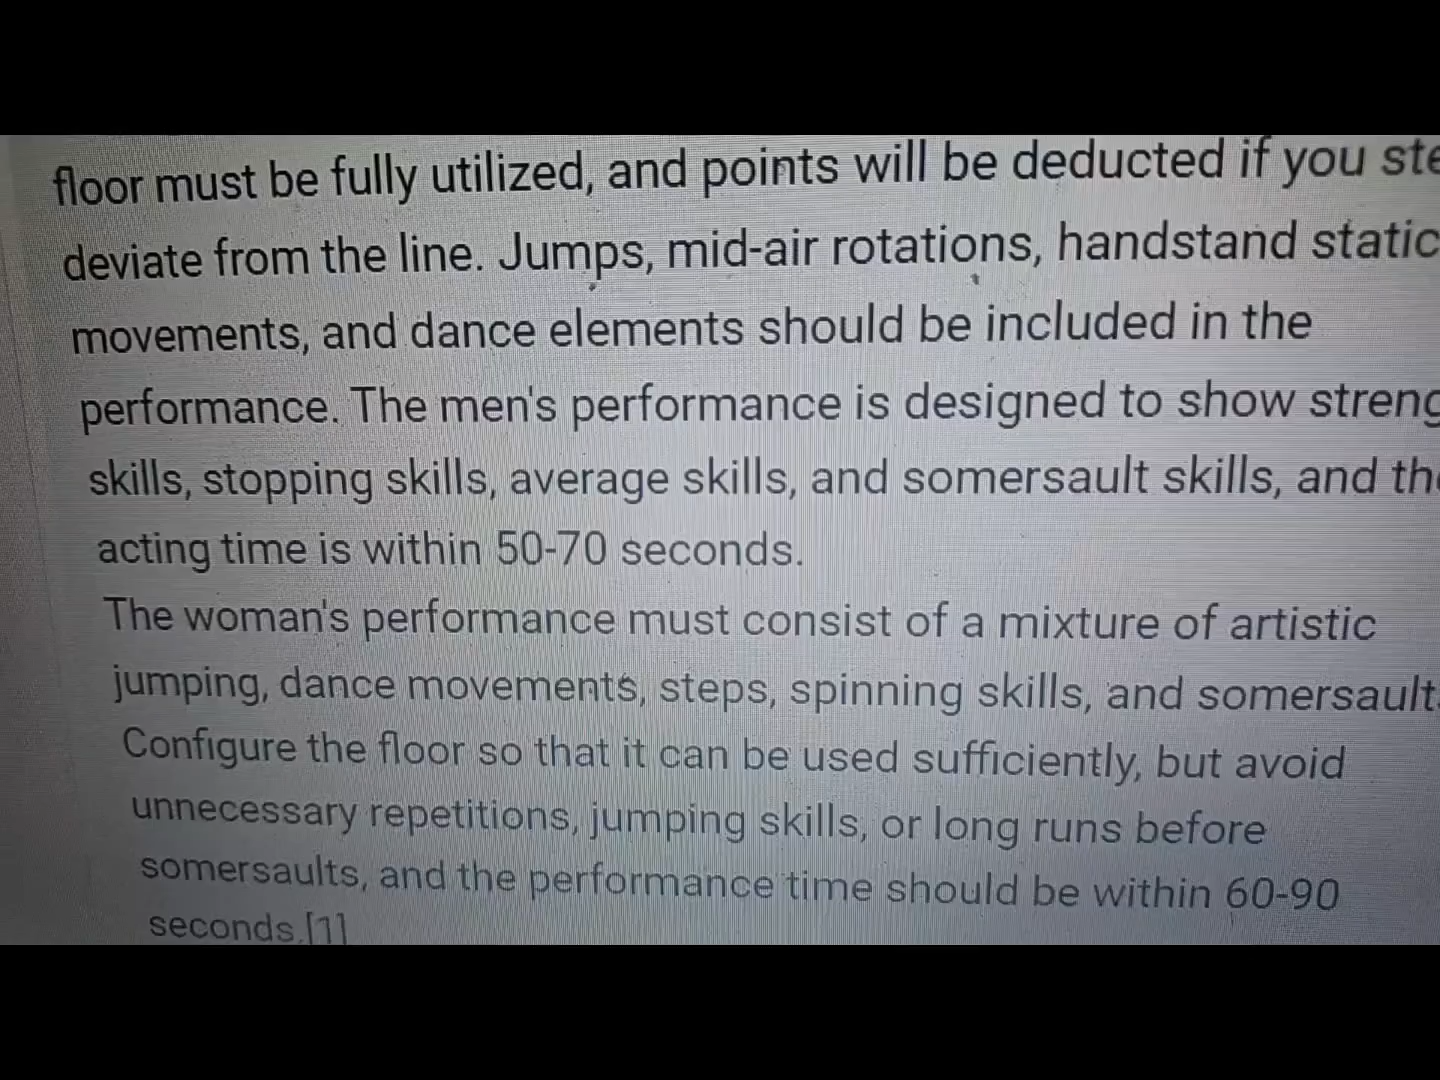 floor must be fully utilized, and points will be deducted if you
deviate from the line. Jumps, mid-air rotations, handstand static
movements, and dance elements should be included in the
performance. The men's performance is designed to show
skills, stopping skills, average skills, and somersault skills, and
acting time is within 50-70 seconds.
The woman's performance must consist of a mixture of artistic
jumping, dance movements, steps, spinning skills, and
Configure the floor so that it can be used sufficiently, but avoid
unnecessary repetitions, jumping skills, or long runs before
somersaults, and the performance time should be within 60-90
seconds.[1]